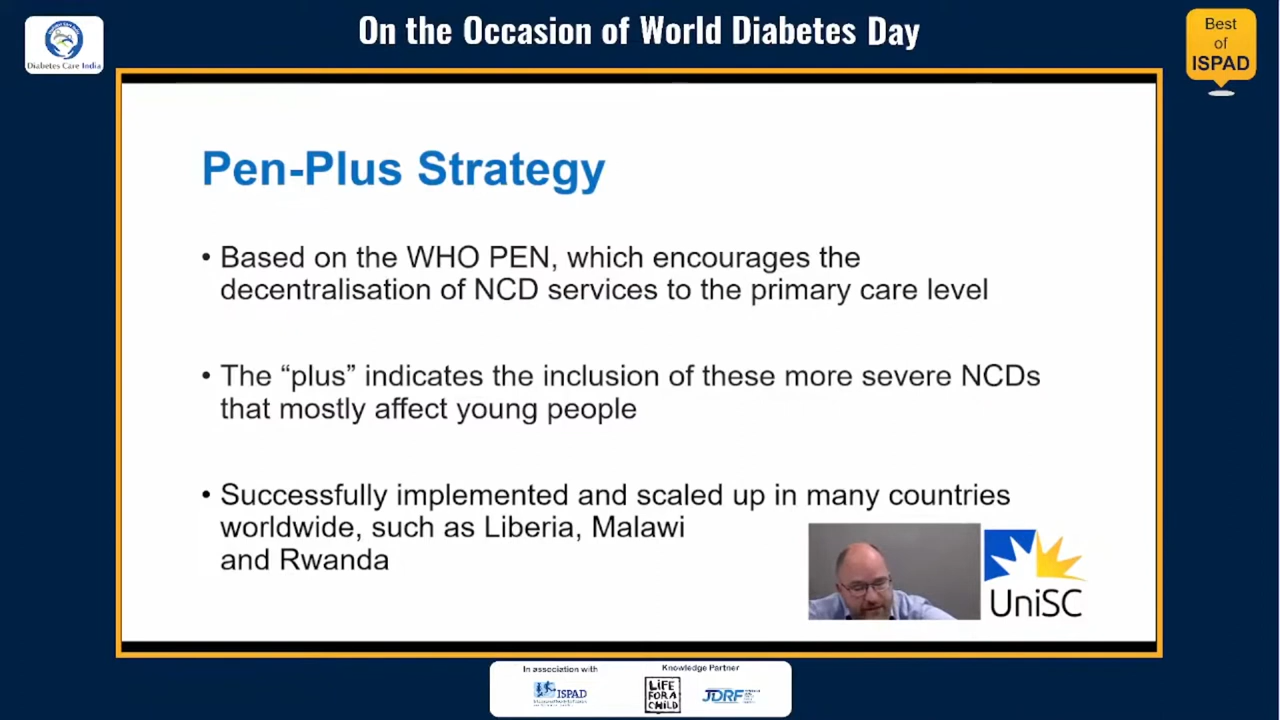 On the Occasion of World Diabetes Day
Diabetes Care India
Best
of
ISPAD
Pen-Plus Strategy
• Based on the WHO PEN, which encourages the
decentralisation of NCD services to the primary care level
• The “plus” indicates the inclusion of these more severe NCDs
that mostly affect young people
• Successfully implemented and scaled up in many countries
worldwide, such as Liberia, Malawi
and Rwanda
UniSC
In association with
ISPAD
Knowledge Partner
LiFE
FOR A
CHiLD
JDRF